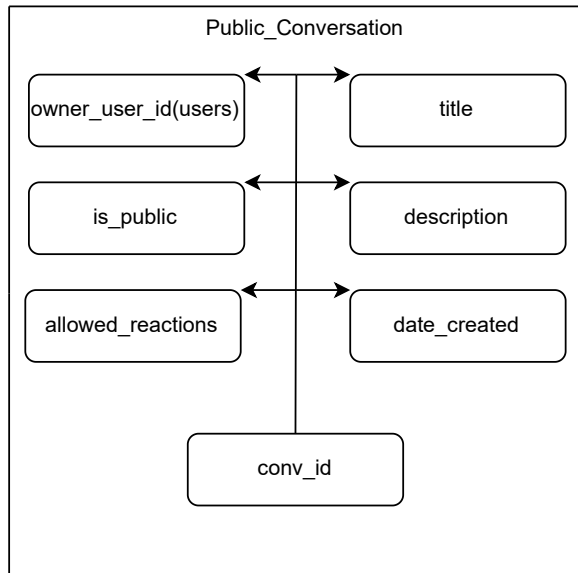 Public_Conversation
owner_user_id(users)
title
is_public
description
allowed_reactions
date_created
conv_id